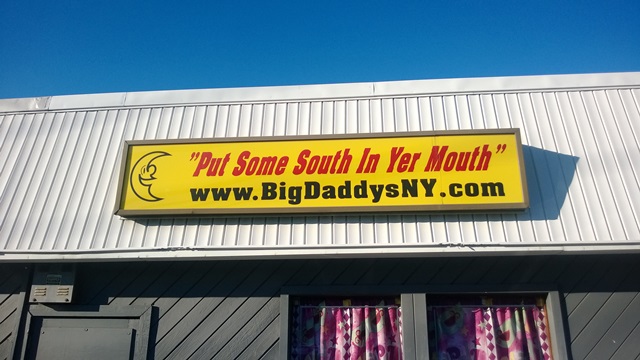 "Put Some South In Yer Mouth"
www.BigDaddysNY.com